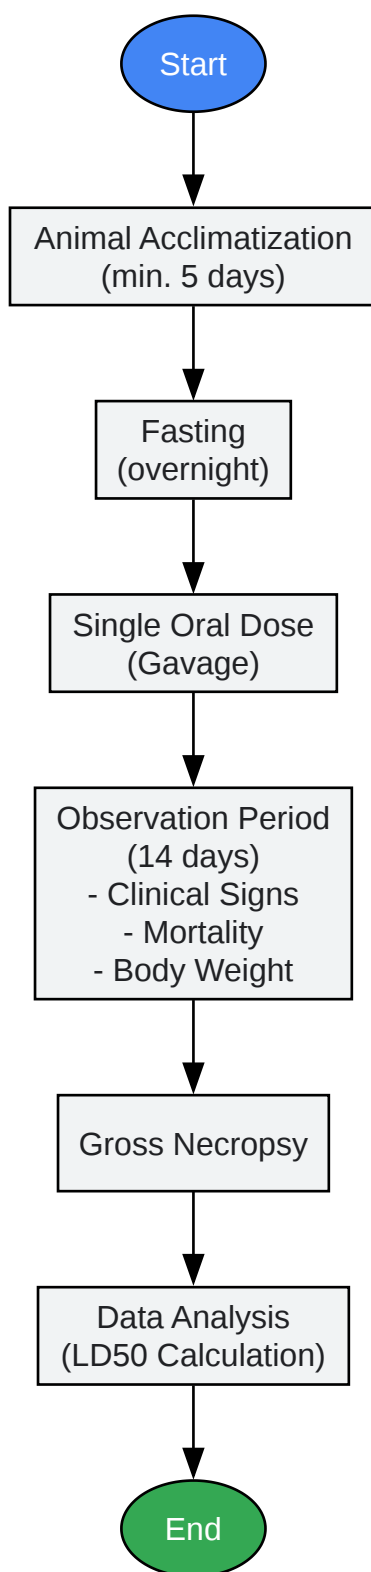 Start
Animal Acclimatization
(min. 5 days)
Fasting
(overnight)
Single Oral Dose
(Gavage)
Observation Period
(14 days)
- Clinical Signs
- Mortality
- Body Weight
Gross Necropsy
Data Analysis
(LD50 Calculation)
End